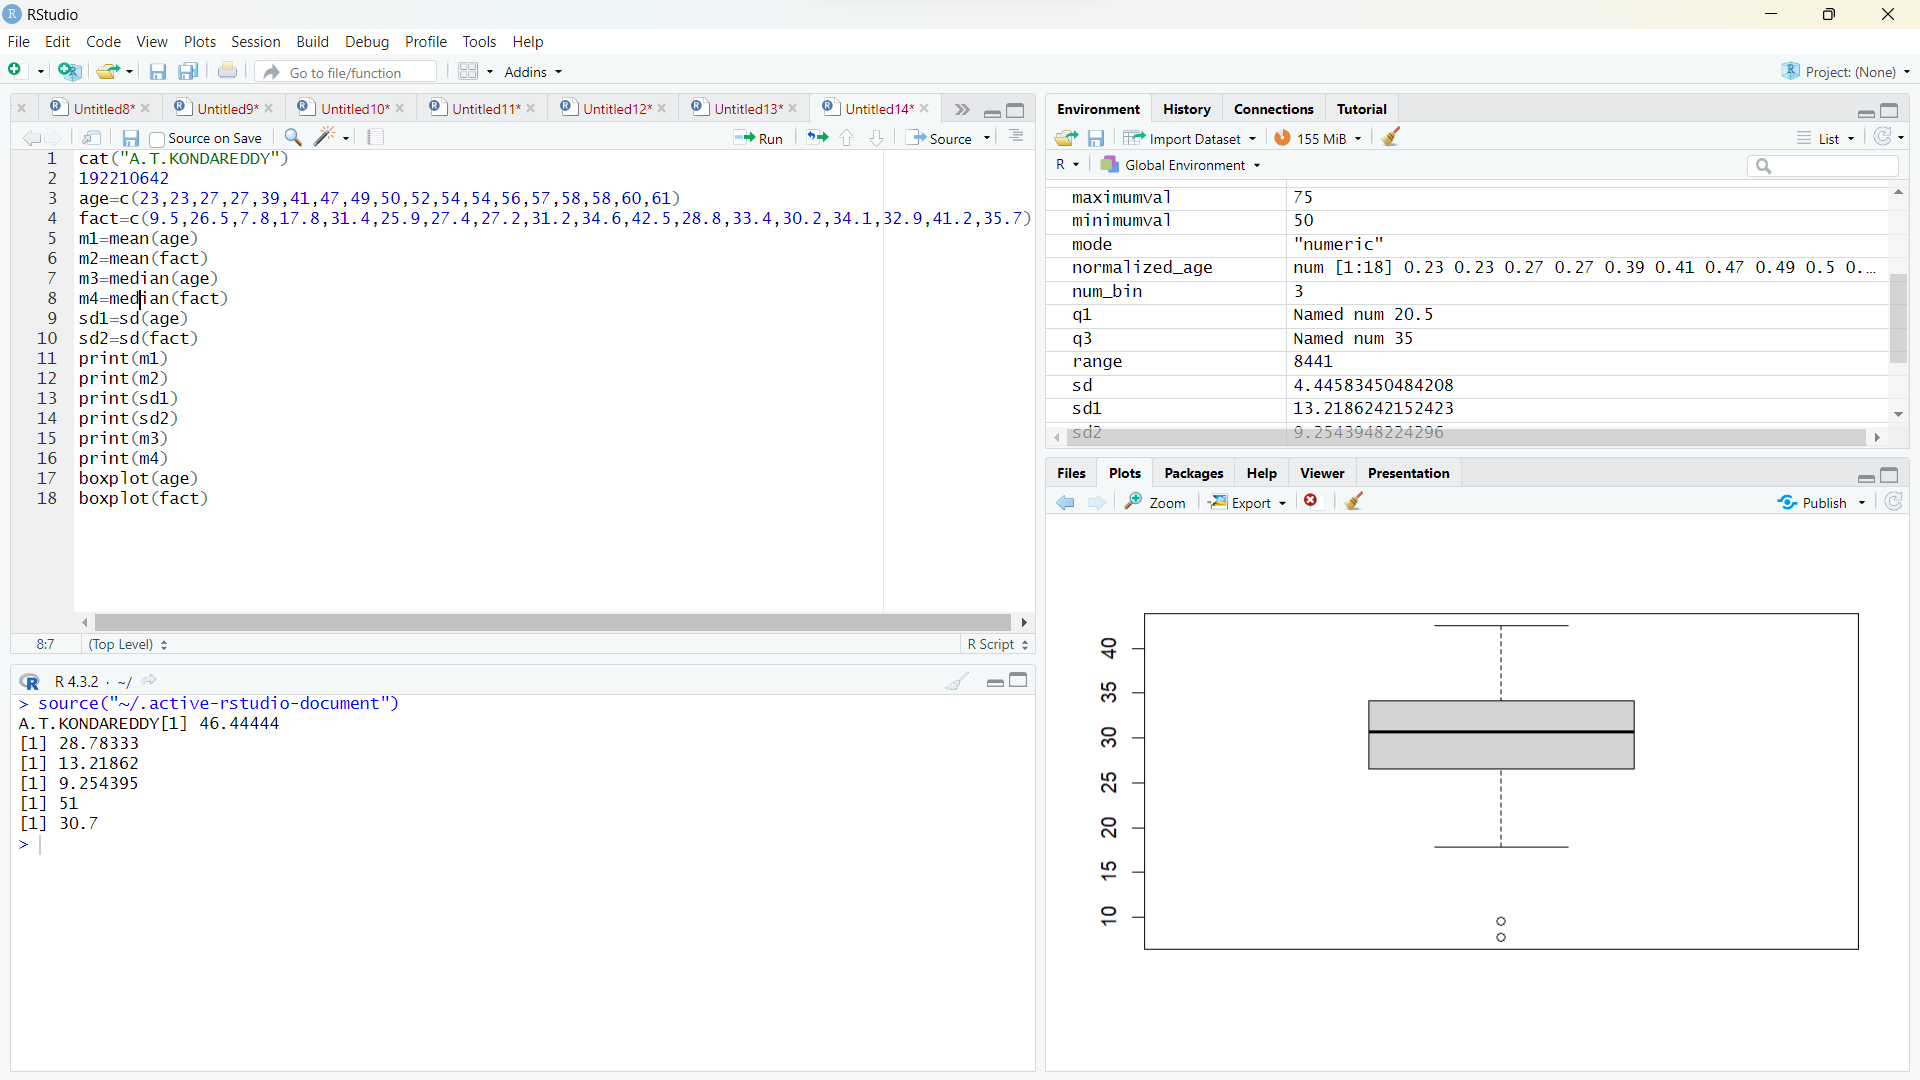 RStudio
File Edit Code View Plots Session Build Debug Profile Tools Help
Go to file/function Addins Project: (None)
Untitled8* Untitled9* Untitled10* Untitled11* Untitled12* Untitled13* Untitled14*
Source on Save Run Source
1 cat("A.T.KONDAREDDY")
2 192210642
3 age=c(23,23,27,27,39,41,47,49,50,52,54,54,56,57,58,58,60,61)
4 fact=c(9.5,26.5,7.8,17.8,31.4,25.9,27.4,27.2,31.2,34.6,42.5,28.8,33.4,30.2,34.1,32.9,41.2,35.7)
5 m1=mean(age)
6 m2=mean(fact)
7 m3=median(age)
8 m4=median(fact)
9 sd1=sd(age)
10 sd2=sd(fact)
11 print(m1)
12 print(m2)
13 print(sd1)
14 print(sd2)
15 print(m3)
16 print(m4)
17 boxplot(age)
18 boxplot(fact)
8:7 (Top Level) R Script
R 4.3.2 · ~/
> source("~/.active-rstudio-document")
A.T.KONDAREDDY[1] 46.44444
[1] 28.78333
[1] 13.21862
[1] 9.254395
[1] 51
[1] 30.7
>
Environment History Connections Tutorial
Import Dataset 155 MiB List
R Global Environment
maximumval 75
minimumval 50
mode "numeric"
normalized_age num [1:18] 0.23 0.23 0.27 0.27 0.39 0.41 0.47 0.49 0.5 0.…
num_bin 3
q1 Named num 20.5
q3 Named num 35
range 8441
sd 4.44583450484208
sd1 13.2186242152423
sd2 9.2543948224296
Files Plots Packages Help Viewer Presentation
Zoom Export Publish
40
35
30
25
20
15
10